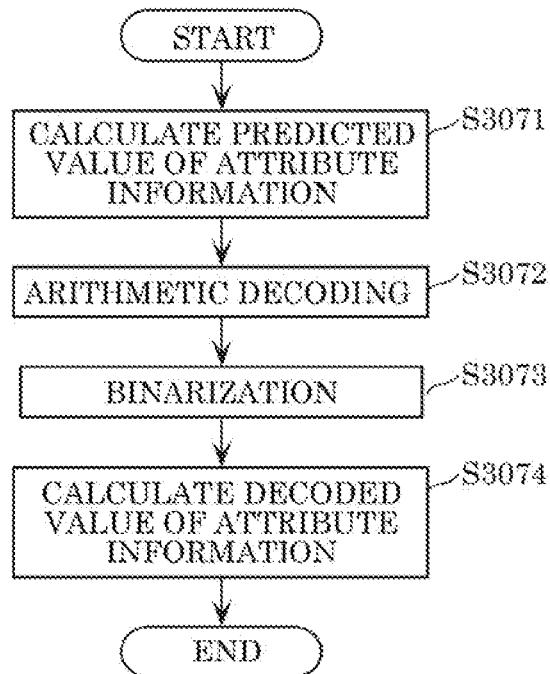 START
CALCULATE PREDICTED
VALUE OF ATTRIBUTE
INFORMATION
S3071
ARITHMETIC DECODING
S3072
BINARIZATION
S3073
CALCULATE DECODED
VALUE OF ATTRIBUTE
INFORMATION
S3074
END